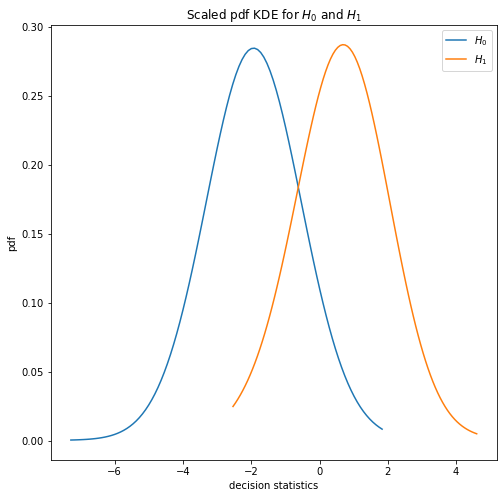 Scaled pdf KDE for H₀ and H₁
H₀
H₁
0.30
0.25
0.20
0.15
0.10
0.05
0.00
pdf
−6 −4 −2 0 2 4
decision statistics